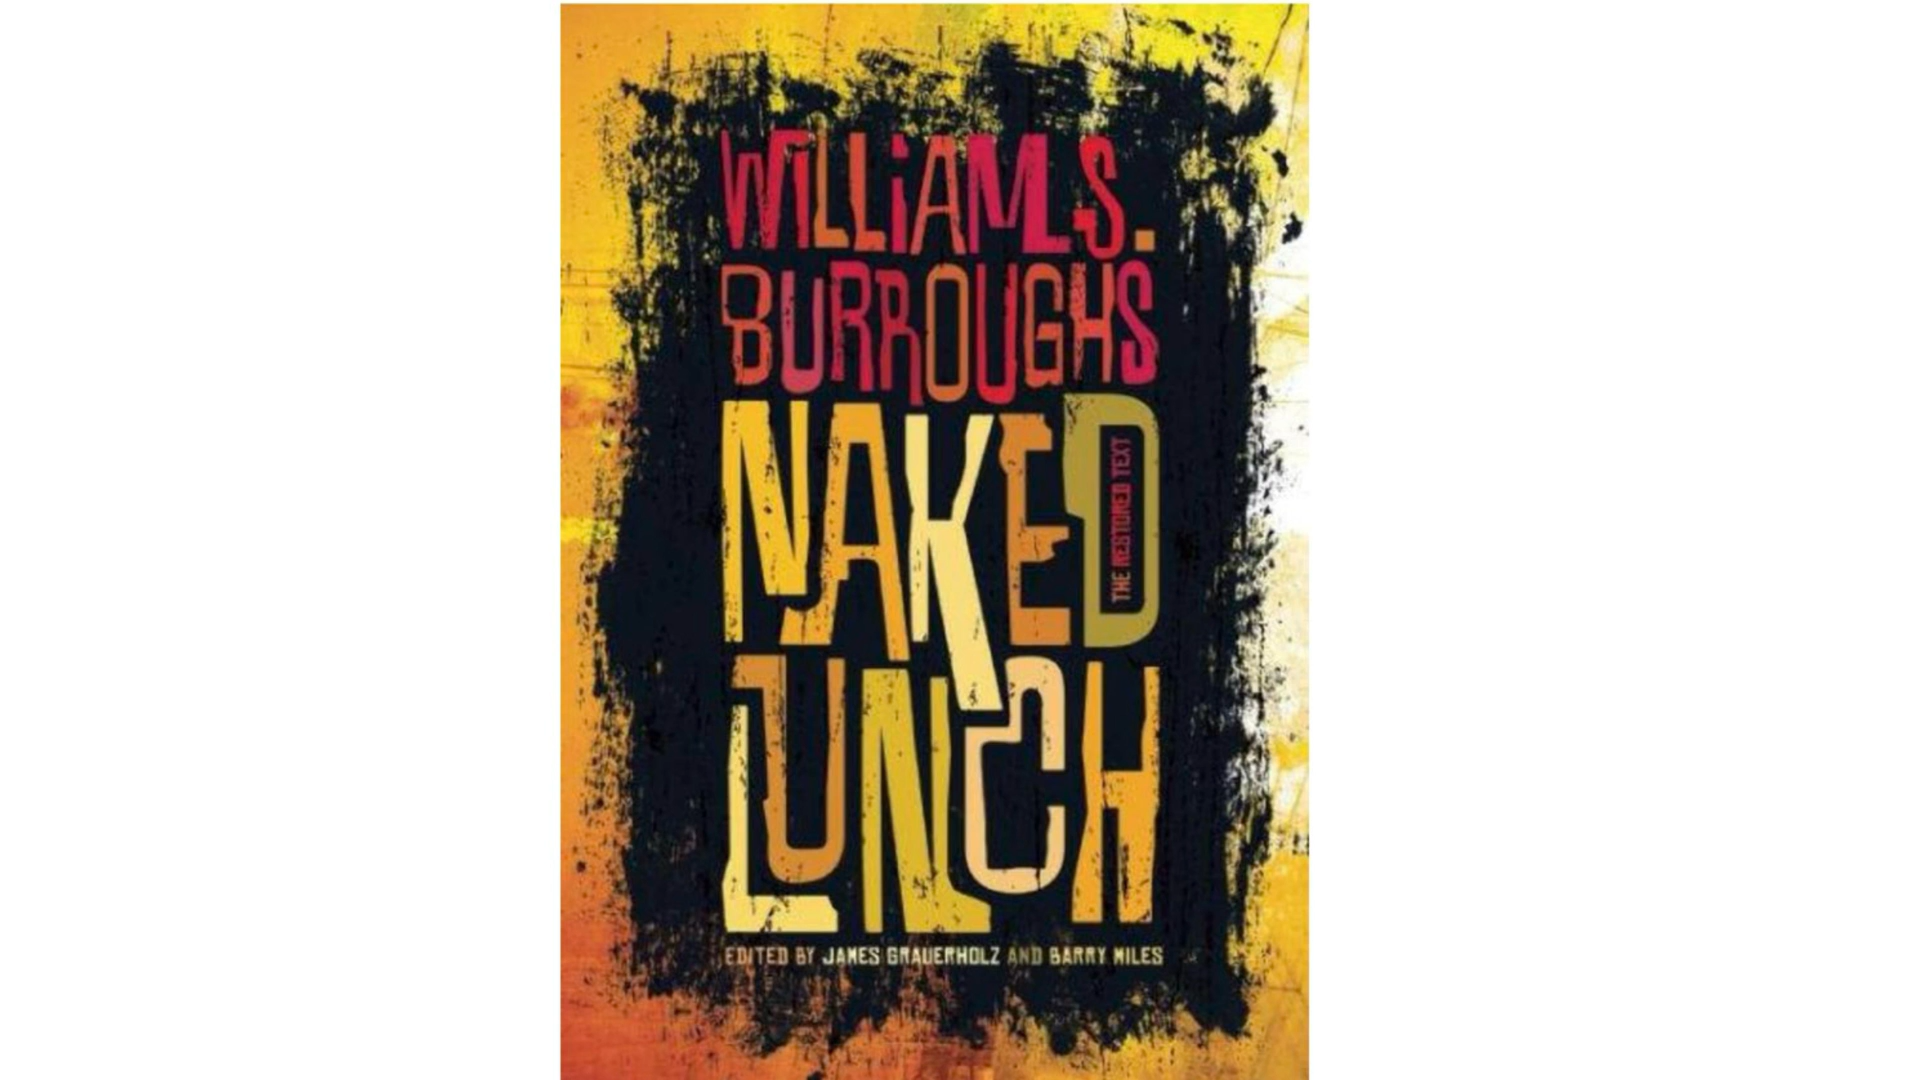 WILLIAM S.
BURROUGHS
NAKED
THE RESTORED TEXT
LUNCH
EDITED BY JAMES GRAUERHOLZ AND BARRY MILES